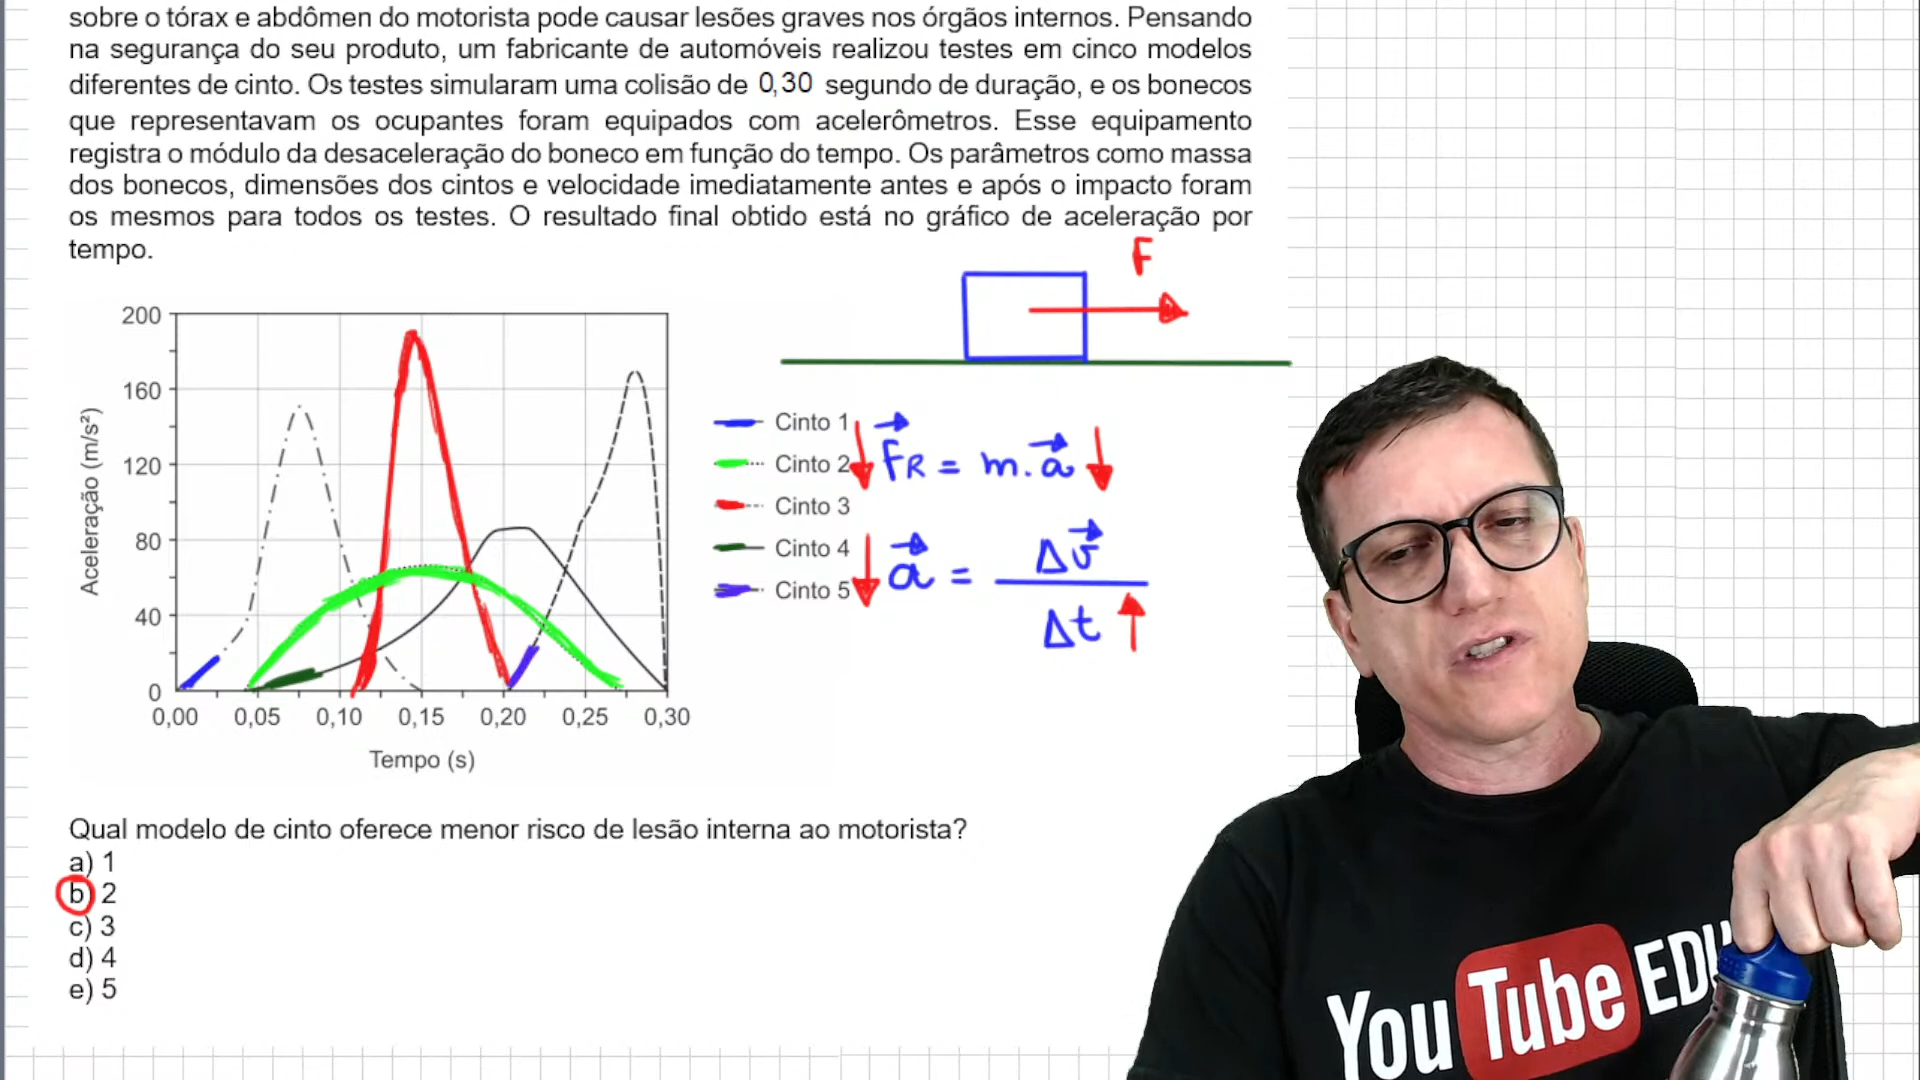 sobre o tórax e abdômen do motorista pode causar lesões graves nos órgãos internos. Pensando
na segurança do seu produto, um fabricante de automóveis realizou testes em cinco modelos
diferentes de cinto. Os testes simularam uma colisão de 0,30 segundo de duração, e os bonecos
que representavam os ocupantes foram equipados com acelerômetros. Esse equipamento
registra o módulo da desaceleração do boneco em função do tempo. Os parâmetros como massa
dos bonecos, dimensões dos cintos e velocidade imediatamente antes e após o impacto foram
os mesmos para todos os testes. O resultado final obtido está no gráfico de aceleração por
tempo.
F
200
160
120
80
40
0
Aceleração (m/s²)
0,00 0,05 0,10 0,15 0,20 0,25 0,30
Tempo (s)
Cinto 1
Cinto 2
Cinto 3
Cinto 4
Cinto 5
FR = m.a
a = Δv
Δt
Qual modelo de cinto oferece menor risco de lesão interna ao motorista?
a) 1
b) 2
c) 3
d) 4
e) 5
YouTube EDU